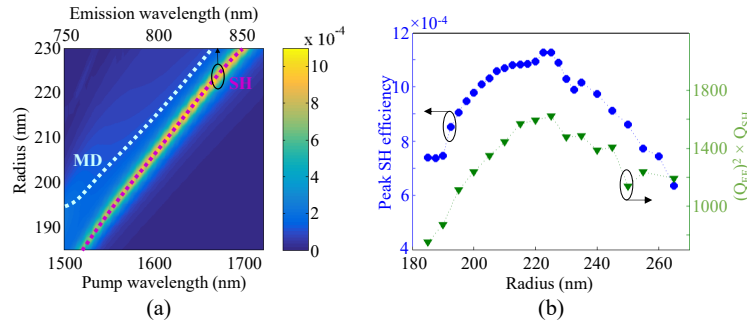 Emission wavelength (nm)
750 800 850
x 10⁻⁴
230
220
210
200
190
Radius (nm)
MD
SH
10
8
6
4
2
0
1500 1600 1700
Pump wavelength (nm)
(a)
12 x 10⁻⁴
10
8
6
4
Peak SH efficiency
1800
1400
1000
(Q_FF)² × Q_SH
180 200 220 240 260
Radius (nm)
(b)